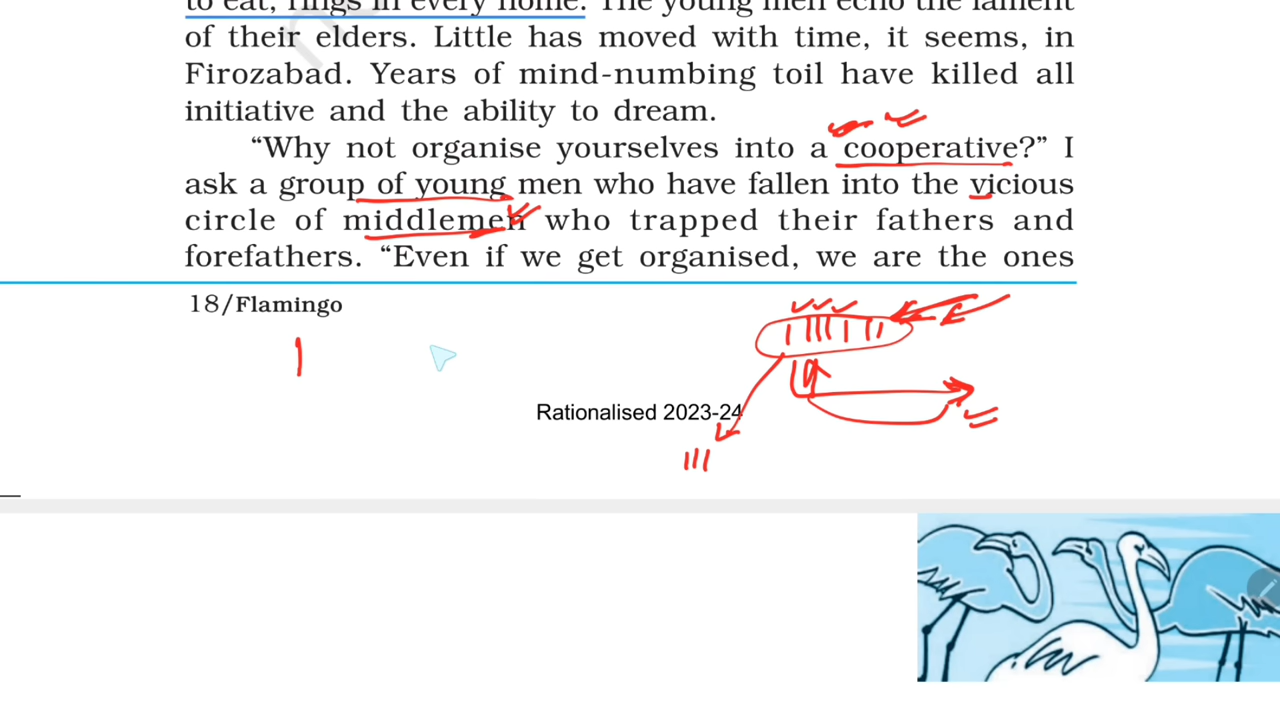 to eat, rings in every home. The young men echo the lament
of their elders. Little has moved with time, it seems, in
Firozabad. Years of mind-numbing toil have killed all
initiative and the ability to dream.
“Why not organise yourselves into a cooperative?” I
ask a group of young men who have fallen into the vicious
circle of middlemen who trapped their fathers and
forefathers. “Even if we get organised, we are the ones
18/Flamingo
Rationalised 2023-24